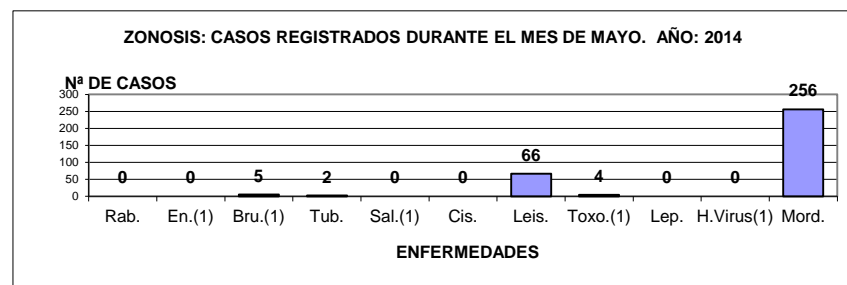 ZONOSIS: CASOS REGISTRADOS DURANTE EL MES DE MAYO. AÑO: 2014
Nª DE CASOS
300
250
200
150
100
50
0
0 0 5 2 0 0 66 4 0 0 256
Rab. En.(1) Bru.(1) Tub. Sal.(1) Cis. Leis. Toxo.(1) Lep. H.Virus(1) Mord.
ENFERMEDADES